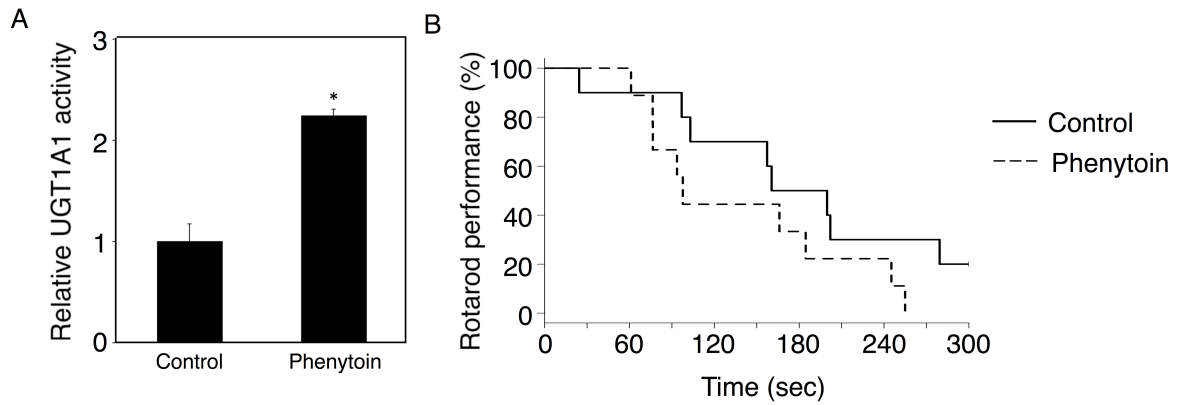 A
Relative UGT1A1 activity
3
2
1
0
*
Control
Phenytoin
B
Rotarod performance (%)
100
80
60
40
20
0
0 60 120 180 240 300
Time (sec)
Control
Phenytoin